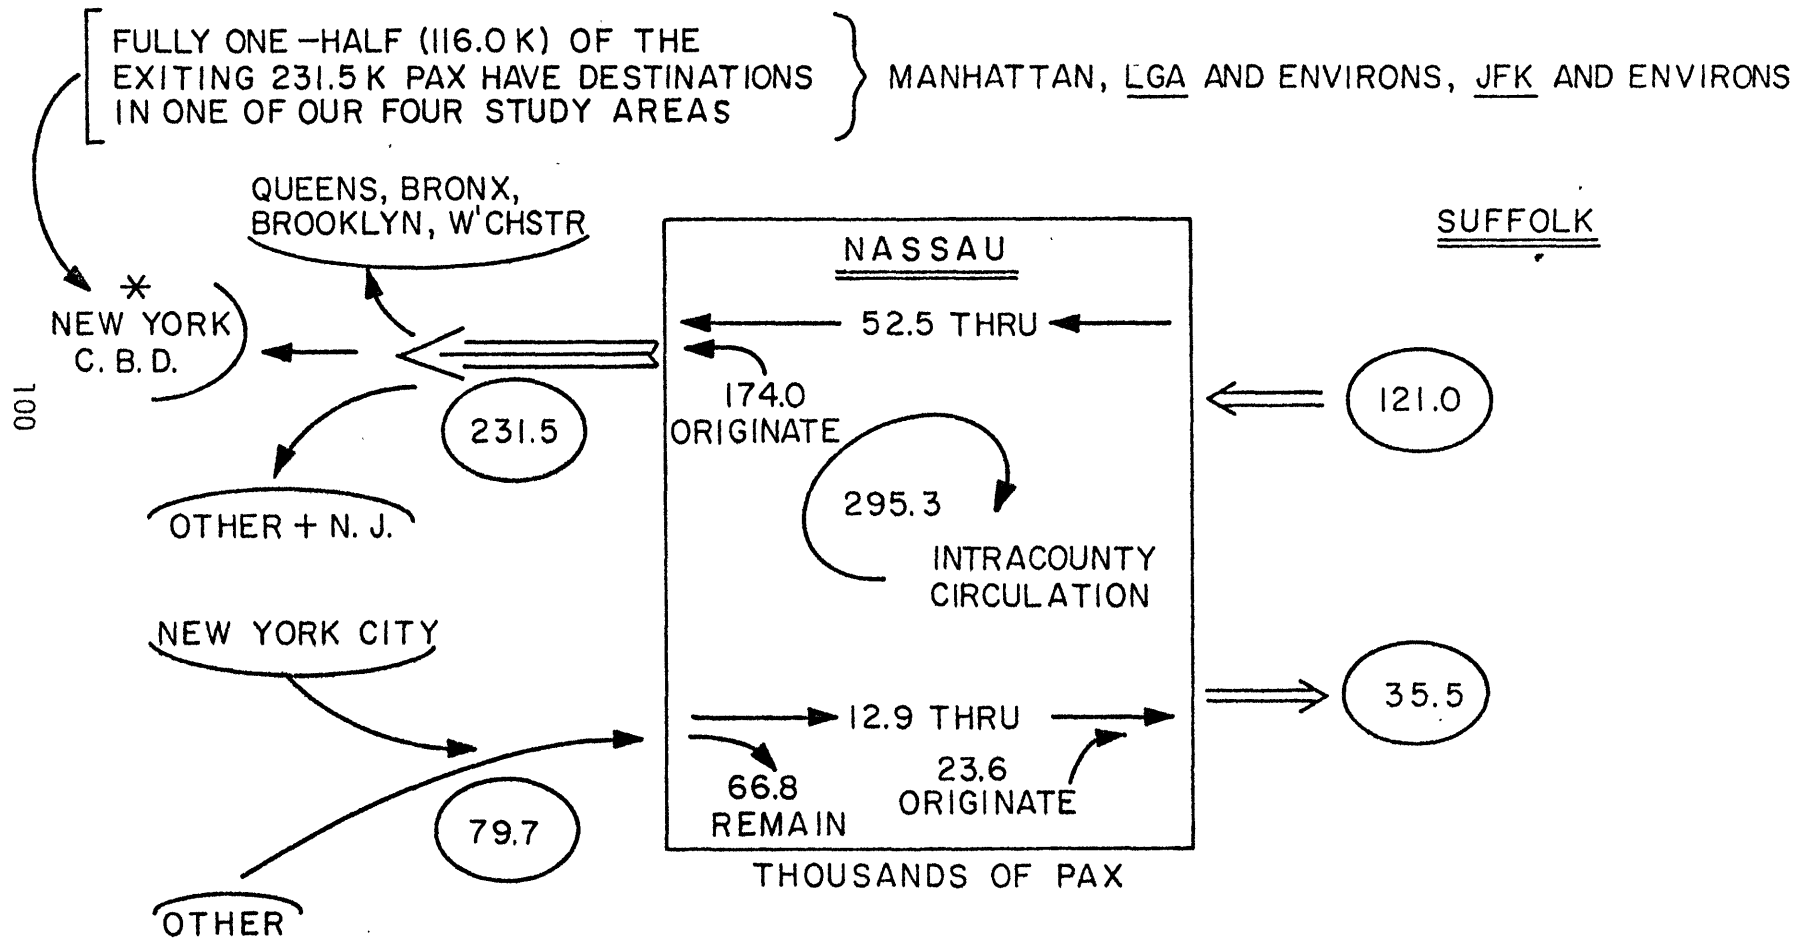 FULLY ONE-HALF (116.0K) OF THE
EXITING 231.5K PAX HAVE DESTINATIONS
IN ONE OF OUR FOUR STUDY AREAS
MANHATTAN, LGA AND ENVIRONS, JFK AND ENVIRONS
QUEENS, BRONX,
BROOKLYN, W'CHSTR
NASSAU
SUFFOLK
*
NEW YORK
C.B.D.
52.5 THRU
174.0
ORIGINATE
231.5
121.0
100
295.3
OTHER + N.J.
INTRACOUNTY
CIRCULATION
NEW YORK CITY
12.9 THRU
35.5
66.8
REMAIN
23.6
ORIGINATE
79.7
THOUSANDS OF PAX
OTHER